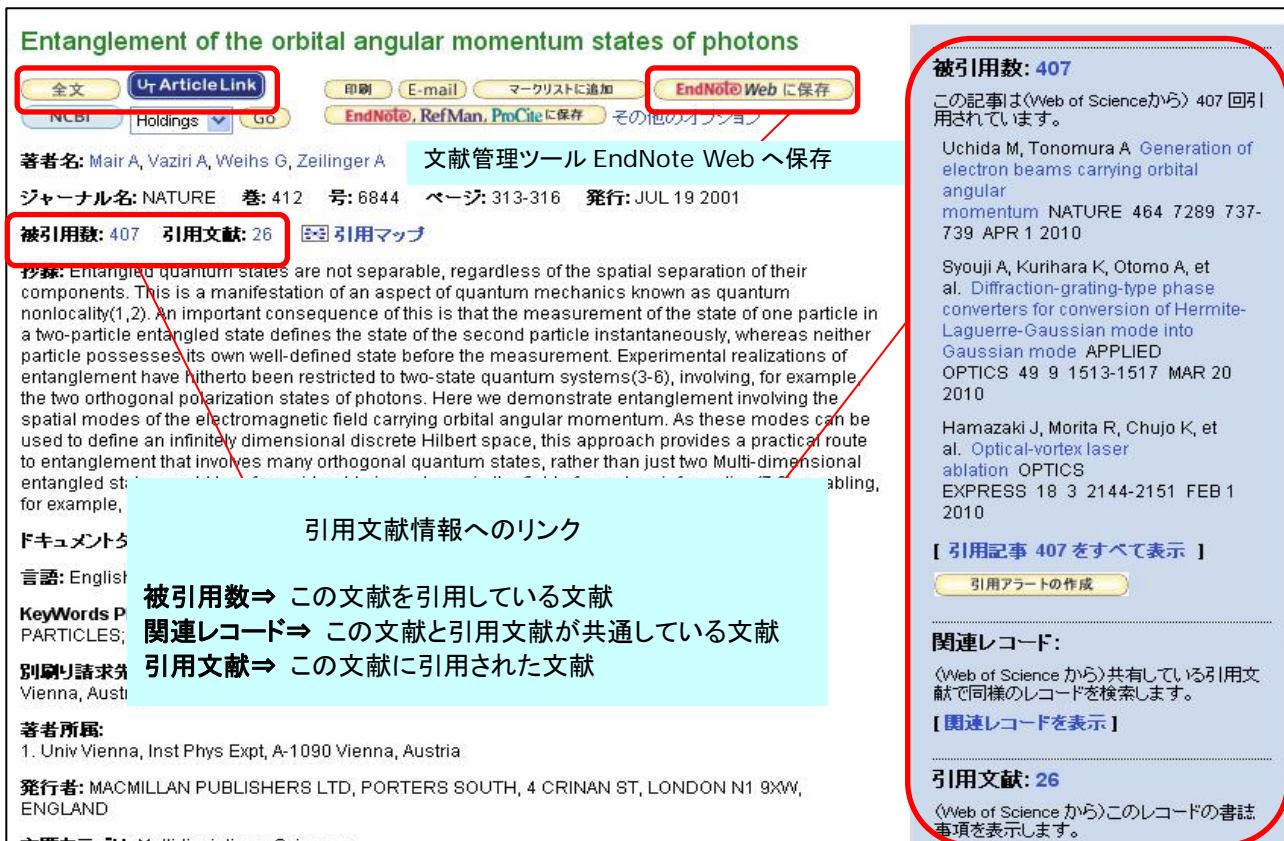 Entanglement of the orbital angular momentum states of photons
全文 UT Article Link 印刷 E-mail マークリストに追加 EndNote Web に保存
NCBI Holdings Go EndNote, RefMan, ProCiteに保存 その他のオプション
文献管理ツール EndNote Web へ保存
著者名: Mair A, Vaziri A, Weihs G, Zeilinger A
ジャーナル名: NATURE 巻: 412 号: 6844 ページ: 313-316 発行: JUL 19 2001
被引用数: 407 引用文献: 26 引用マップ
抄録: Entangled quantum states are not separable, regardless of the spatial separation of their
components. This is a manifestation of an aspect of quantum mechanics known as quantum
nonlocality(1,2). An important consequence of this is that the measurement of the state of one particle in
a two-particle entangled state defines the state of the second particle instantaneously, whereas neither
particle possesses its own well-defined state before the measurement. Experimental realizations of
entanglement have hitherto been restricted to two-state quantum systems(3-6), involving, for example,
the two orthogonal polarization states of photons. Here we demonstrate entanglement involving the
spatial modes of the electromagnetic field carrying orbital angular momentum. As these modes can be
used to define an infinitely dimensional discrete Hilbert space, this approach provides a practical route
to entanglement that involves many orthogonal quantum states, rather than just two Multi-dimensional
entangled
for example,
引用文献情報へのリンク
被引用数⇒ この文献を引用している文献
関連レコード⇒ この文献と引用文献が共通している文献
引用文献⇒ この文献に引用された文献
ドキュメント
言語: English
KeyWords
PARTICLES;
別刷り請求先
Vienna,
著者所属:
1. Univ Vienna, Inst Phys Expt, A-1090 Vienna, Austria
発行者: MACMILLAN PUBLISHERS LTD, PORTERS SOUTH, 4 CRINAN ST, LONDON N1 9XW,
ENGLAND
被引用数: 407
この記事は(Web of Scienceから) 407 回引
用されています。
Uchida M, Tonomura A Generation of
electron beams carrying orbital
angular
momentum NATURE 464 7289 737-
739 APR 1 2010
Syouji A, Kurihara K, Otomo A, et
al. Diffraction-grating-type phase
converters for conversion of Hermite-
Laguerre-Gaussian mode into
Gaussian mode APPLIED
OPTICS 49 9 1513-1517 MAR 20
2010
Hamazaki J, Morita R, Chujo K, et
al. Optical-vortex laser
ablation OPTICS
EXPRESS 18 3 2144-2151 FEB 1
2010
[ 引用記事 407 をすべて表示 ]
引用アラートの作成
関連レコード:
(Web of Science から)共有している引用文
献で同様のレコードを検索します。
[ 関連レコードを表示 ]
引用文献: 26
(Web of Science から)このレコードの書誌
事項を表示します。